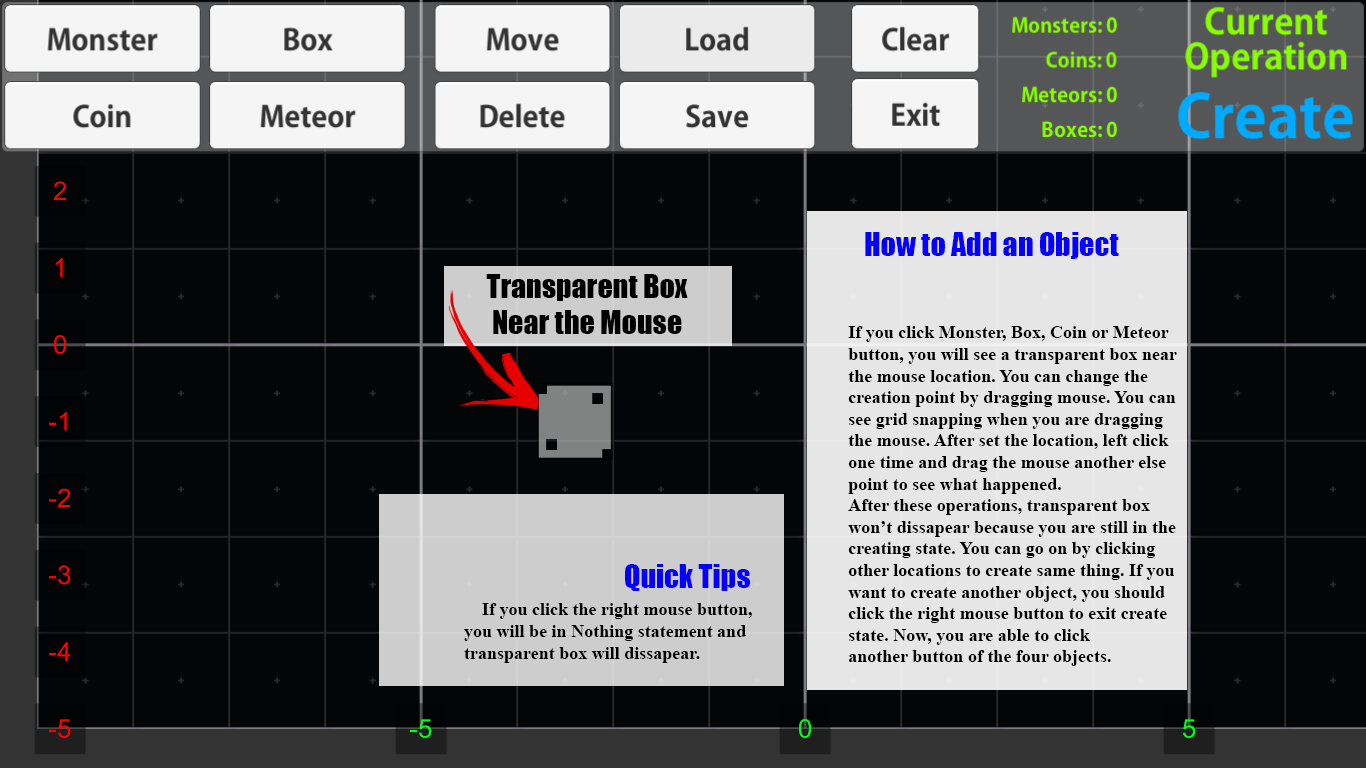 Monster
Box
Move
Load
Clear
Coin
Meteor
Delete
Save
Exit
Monsters: 0
Coins: 0
Meteors: 0
Boxes: 0
Current
Operation
Create
2
1
0
-1
-2
-3
-4
-5
-5
0
5
Transparent Box
Near the Mouse
Quick Tips
If you click the right mouse button,
you will be in Nothing statement and
transparent box will dissapear.
How to Add an Object
If you click Monster, Box, Coin or Meteor
button, you will see a transparent box near
the mouse location. You can change the
creation point by dragging mouse. You can
see grid snapping when you are dragging
the mouse. After set the location, left click
one time and drag the mouse another else
point to see what happened.
After these operations, transparent box
won’t dissapear because you are still in the
creating state. You can go on by clicking
other locations to create same thing. If you
want to create another object, you should
click the right mouse button to exit create
state. Now, you are able to click
another button of the four objects.